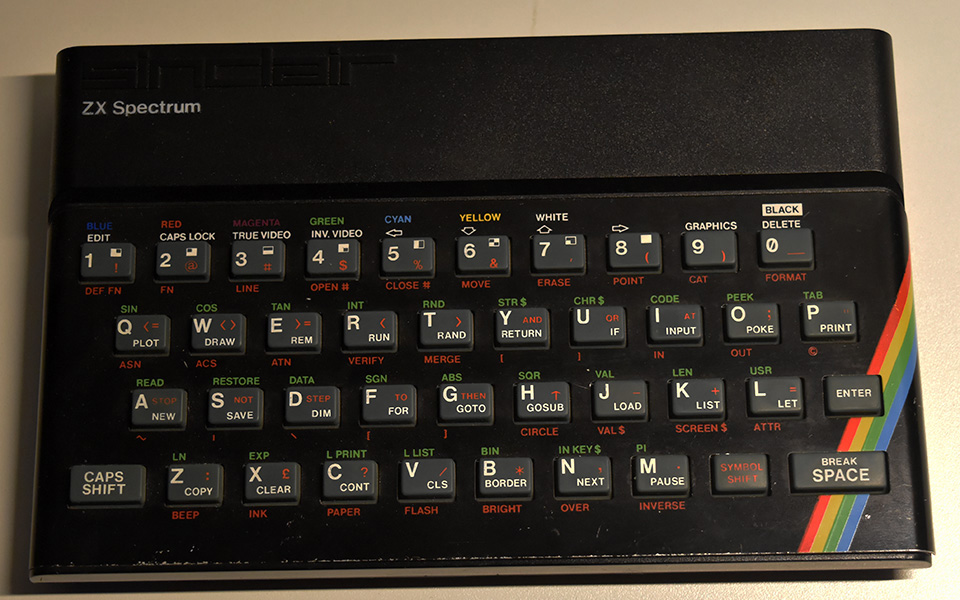 sinclair
ZX Spectrum
BLUE RED MAGENTA GREEN CYAN YELLOW WHITE BLACK
EDIT CAPS LOCK TRUE VIDEO INV. VIDEO ⇦ ⇩ ⇧ ⇨ GRAPHICS DELETE
1 ! 2 @ 3 # 4 $ 5 % 6 & 7 ' 8 ( 9 ) 0 _
DEF FN FN LINE OPEN # CLOSE # MOVE ERASE POINT CAT FORMAT
SIN COS TAN INT RND STR $ CHR $ CODE PEEK TAB
Q <= W <> E >= R < T > Y AND U OR I AT O ; P "
PLOT DRAW REM RUN RAND RETURN IF INPUT POKE PRINT
ASN ACS ATN VERIFY MERGE [ ] IN OUT ©
READ RESTORE DATA SGN ABS SQR VAL LEN USR
A STOP S NOT D STEP F TO G THEN H ↑ J − K + L = ENTER
NEW SAVE DIM FOR GOTO GOSUB LOAD LIST LET
~ | \ { } CIRCLE VAL $ SCREEN $ ATTR
LN EXP L PRINT L LIST BIN IN KEY $ PI
CAPS SHIFT Z : X £ C ? V / B * N , M . SYMBOL SHIFT BREAK SPACE
COPY CLEAR CONT CLS BORDER NEXT PAUSE
BEEP INK PAPER FLASH BRIGHT OVER INVERSE